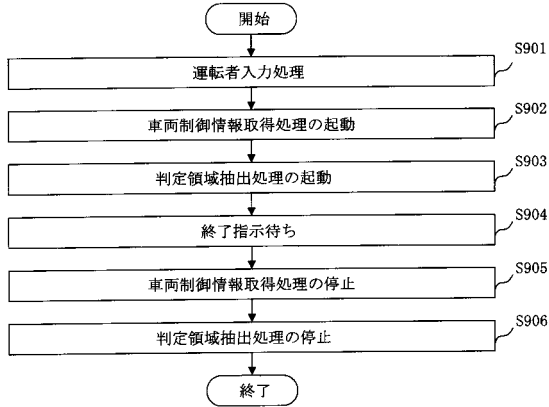 開始
S901
運転者入力処理
S902
車両制御情報取得処理の起動
S903
判定領域抽出処理の起動
S904
終了指示待ち
S905
車両制御情報取得処理の停止
S906
判定領域抽出処理の停止
終了